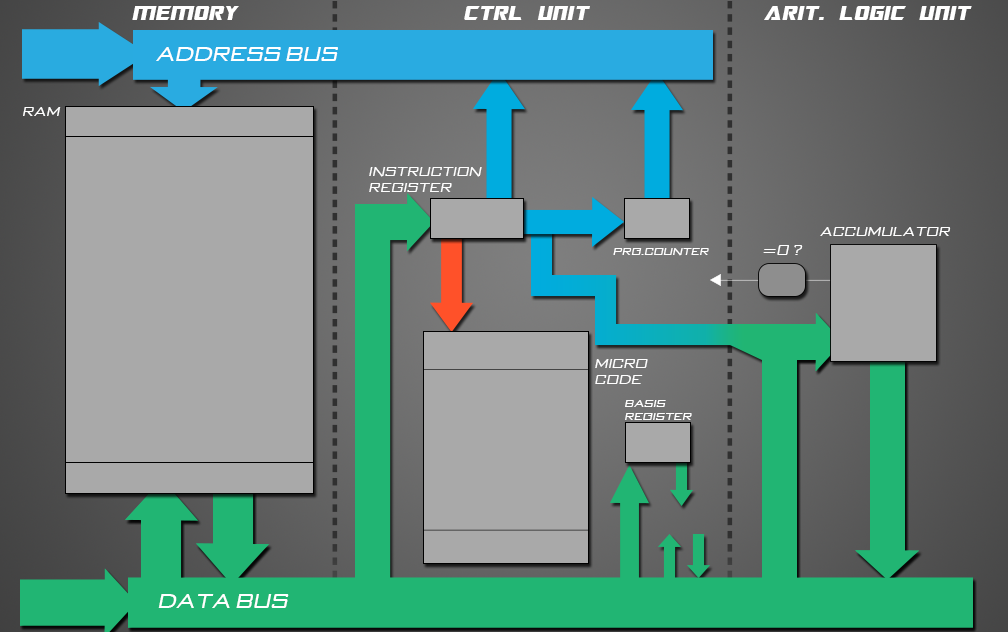 MEMORY
CTRL UNIT
ARIT. LOGIC UNIT
ADDRESS BUS
RAM
INSTRUCTION
REGISTER
PRG.COUNTER
=0 ?
ACCUMULATOR
MICRO
CODE
BASIS
REGISTER
DATA BUS